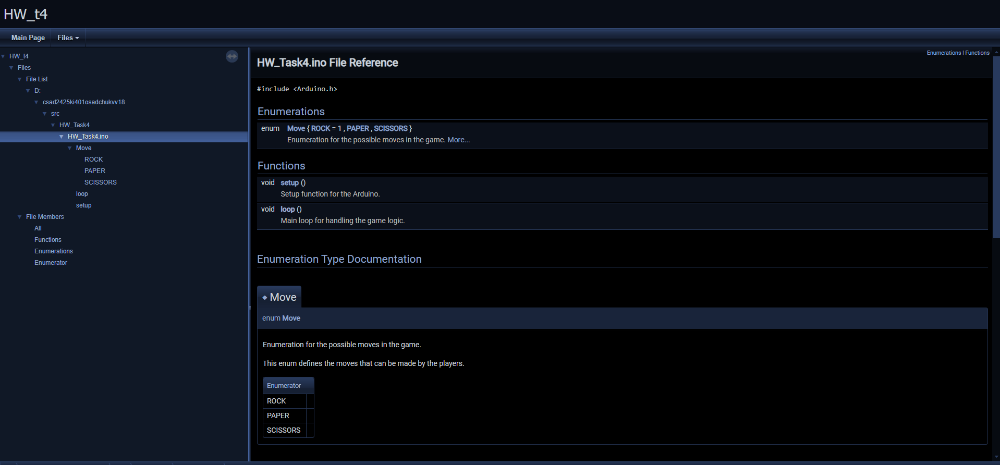 HW_t4
Main Page Files
HW_t4
Files
File List
D:
csad2425ki401osadchukvv18
src
HW_Task4
HW_Task4.ino
Move
ROCK
PAPER
SCISSORS
loop
setup
File Members
All
Functions
Enumerations
Enumerator
Enumerations | Functions
HW_Task4.ino File Reference
#include <Arduino.h>
Enumerations
enum Move { ROCK = 1 , PAPER , SCISSORS }
Enumeration for the possible moves in the game. More...
Functions
void setup ()
Setup function for the Arduino.
void loop ()
Main loop for handling the game logic.
Enumeration Type Documentation
◆ Move
enum Move
Enumeration for the possible moves in the game.
This enum defines the moves that can be made by the players.
Enumerator
ROCK
PAPER
SCISSORS